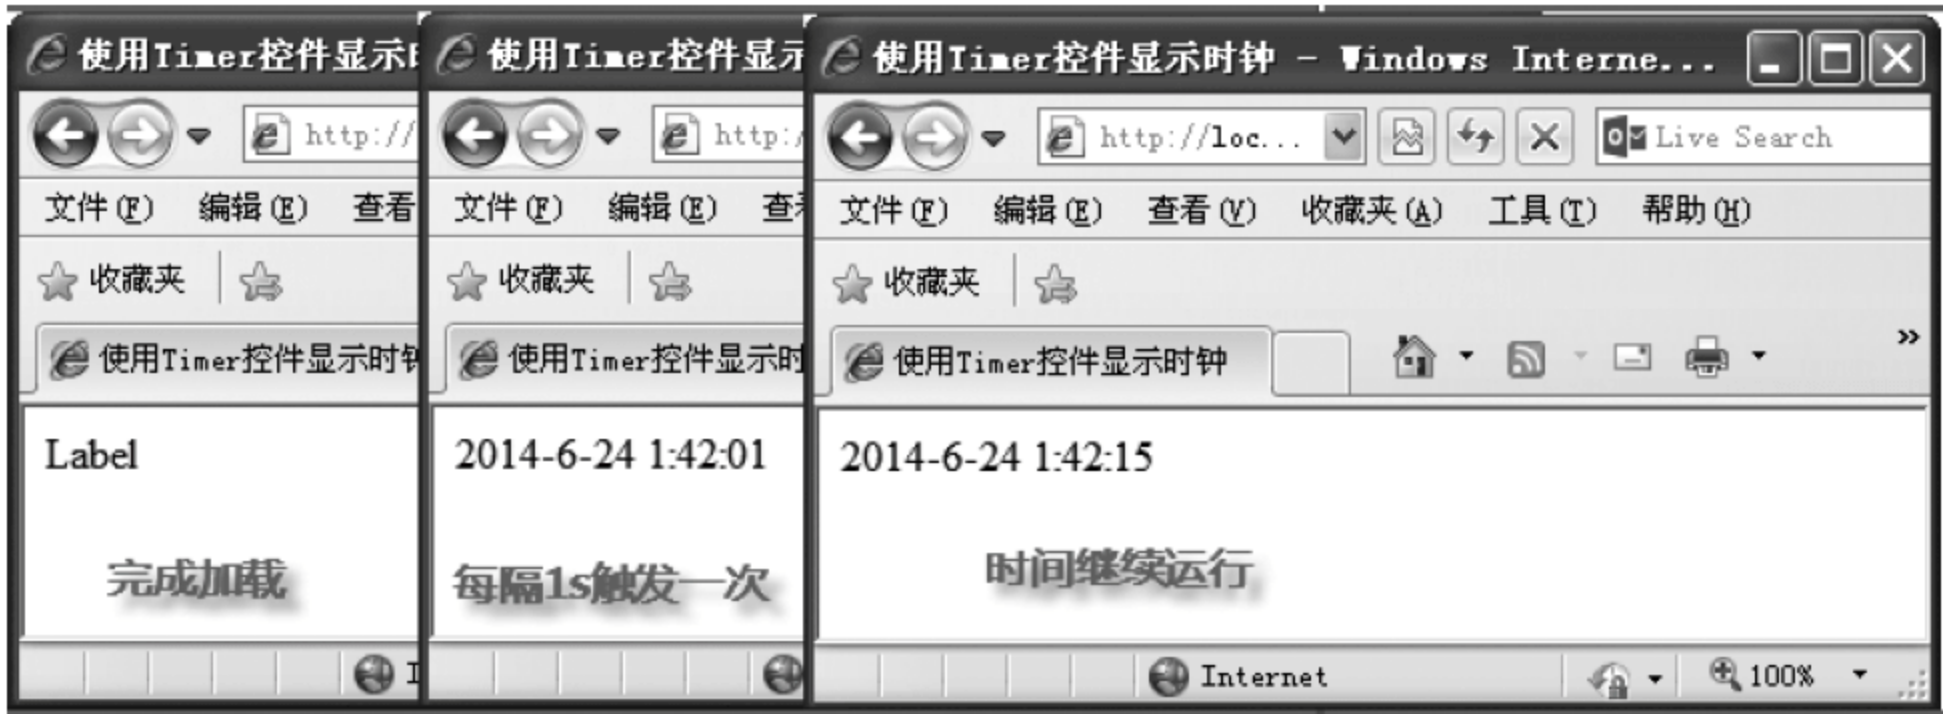 使用Timer控件显示
http://
文件(F) 编辑(E) 查看
收藏夹
使用Timer控件显示时钟
Label
完成加载
使用Timer控件显示
http:/
文件(F) 编辑(E) 查
收藏夹
使用Timer控件显示时
2014-6-24 1:42:01
每隔1s触发一次
使用Timer控件显示时钟 - Windows Interne...
http://loc... Live Search
文件(F) 编辑(E) 查看(V) 收藏夹(A) 工具(T) 帮助(H)
收藏夹
使用Timer控件显示时钟 »
2014-6-24 1:42:15
时间继续运行
Internet 100%